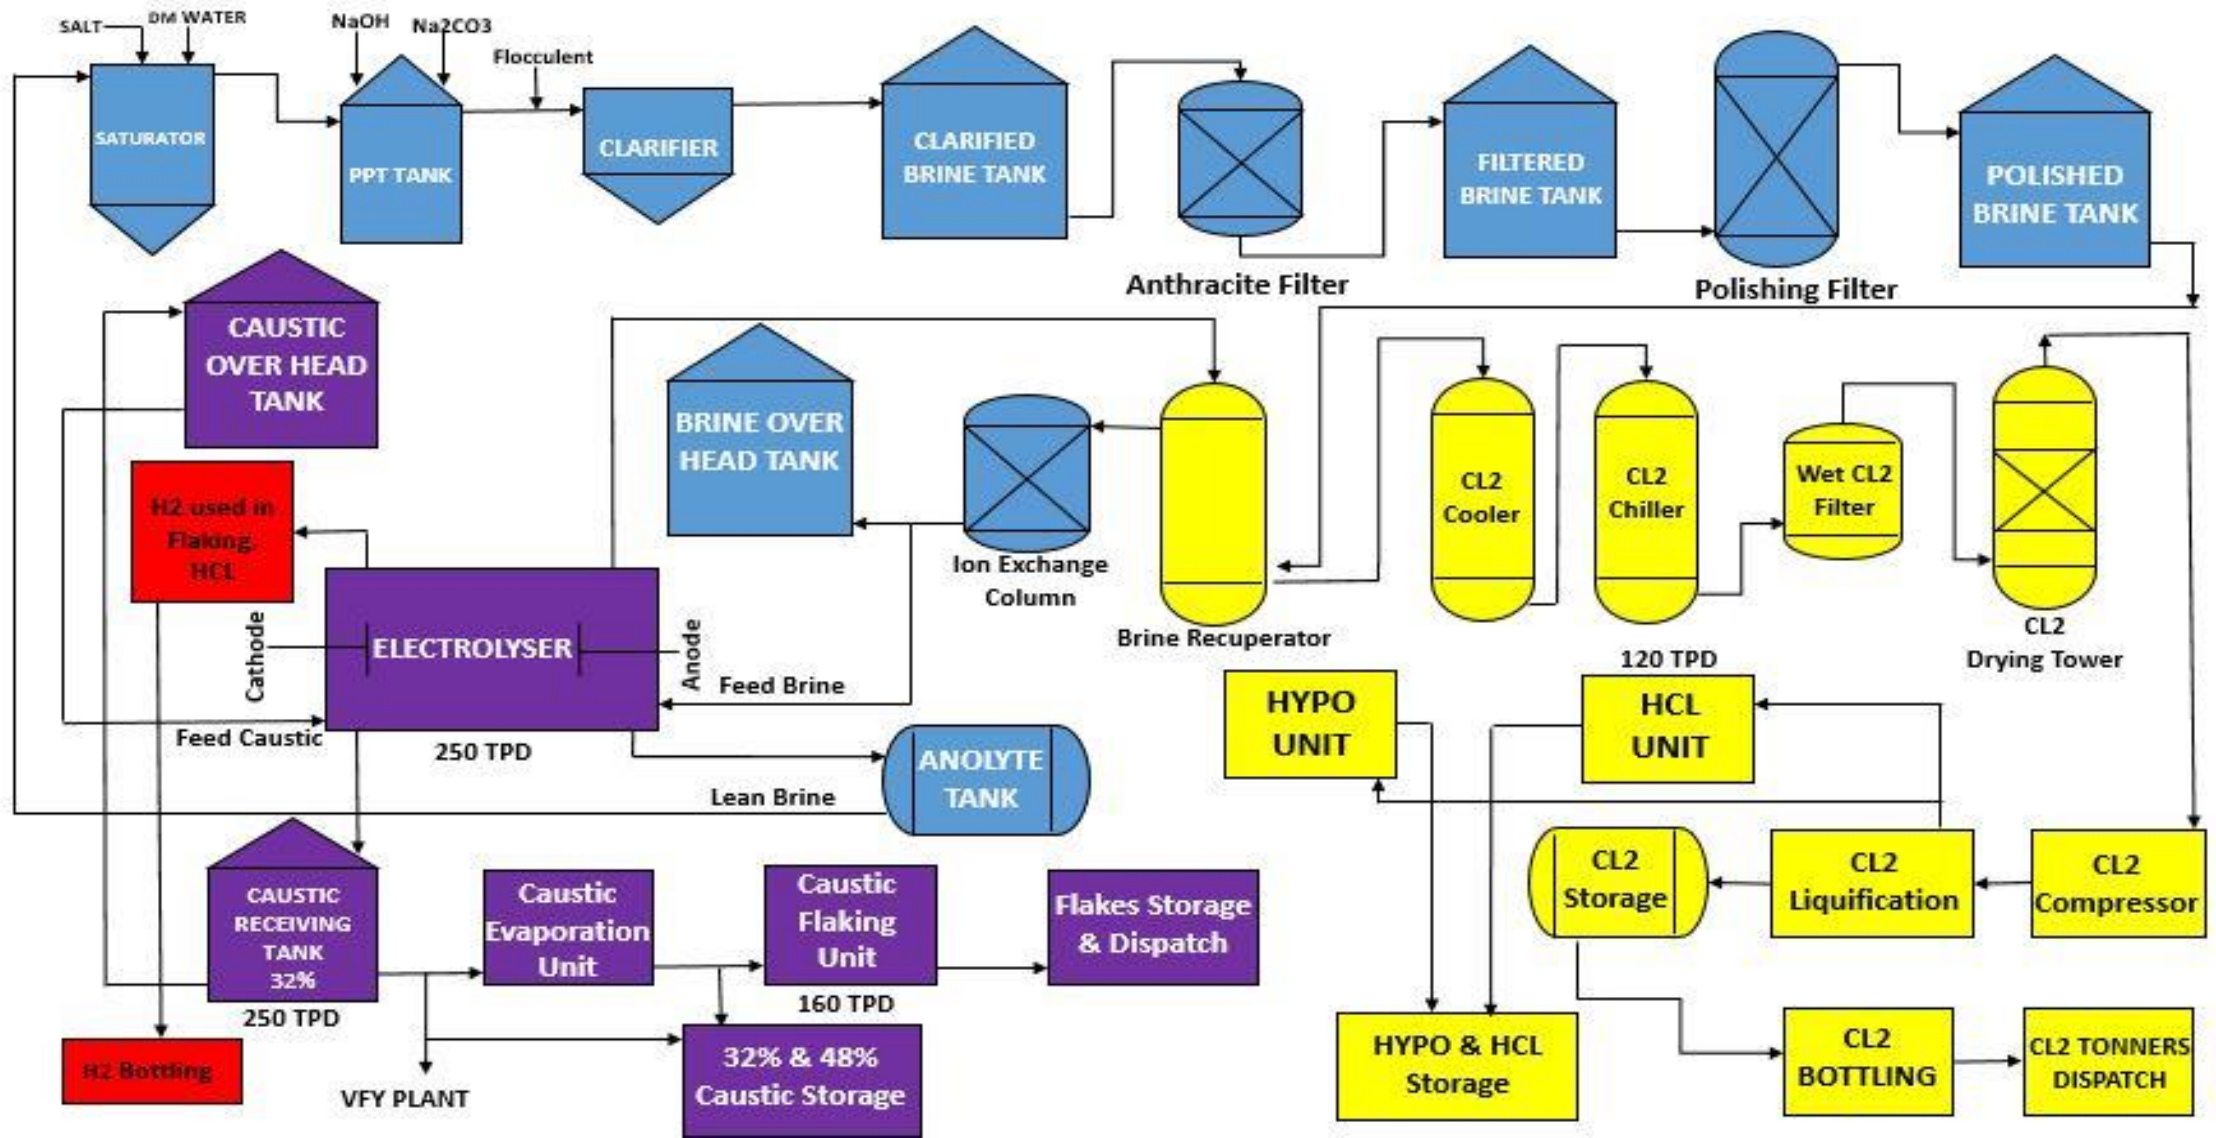 SALT
DM WATER
NaOH
Na2CO3
Flocculent
SATURATOR
PPT TANK
CLARIFIER
CLARIFIED
BRINE TANK
Anthracite Filter
FILTERED
BRINE TANK
Polishing Filter
POLISHED
BRINE TANK
CAUSTIC
OVER HEAD
TANK
BRINE OVER
HEAD TANK
Ion Exchange
Column
Brine Recuperator
CL2
Cooler
CL2
Chiller
Wet CL2
Filter
CL2
Drying Tower
H2 used in
Flaking,
HCL
Cathode
ELECTROLYSER
Anode
Feed Brine
Feed Caustic
250 TPD
ANOLYTE
TANK
Lean Brine
HYPO
UNIT
120 TPD
HCL
UNIT
CAUSTIC
RECEIVING
TANK
32%
250 TPD
Caustic
Evaporation
Unit
Caustic
Flaking
Unit
160 TPD
Flakes Storage
& Dispatch
CL2
Storage
CL2
Liquification
CL2
Compressor
H2 Bottling
VFY PLANT
32% & 48%
Caustic Storage
HYPO & HCL
Storage
CL2
BOTTLING
CL2 TONNERS
DISPATCH